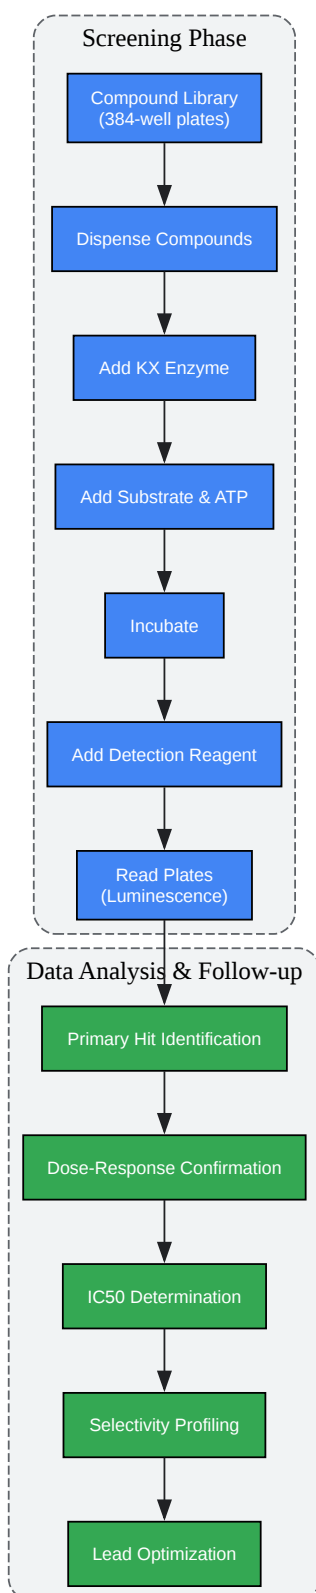 Screening Phase
Compound Library
(384-well plates)
Dispense Compounds
Add KX Enzyme
Add Substrate & ATP
Incubate
Add Detection Reagent
Read Plates
(Luminescence)
Data Analysis & Follow-up
Primary Hit Identification
Dose-Response Confirmation
IC50 Determination
Selectivity Profiling
Lead Optimization